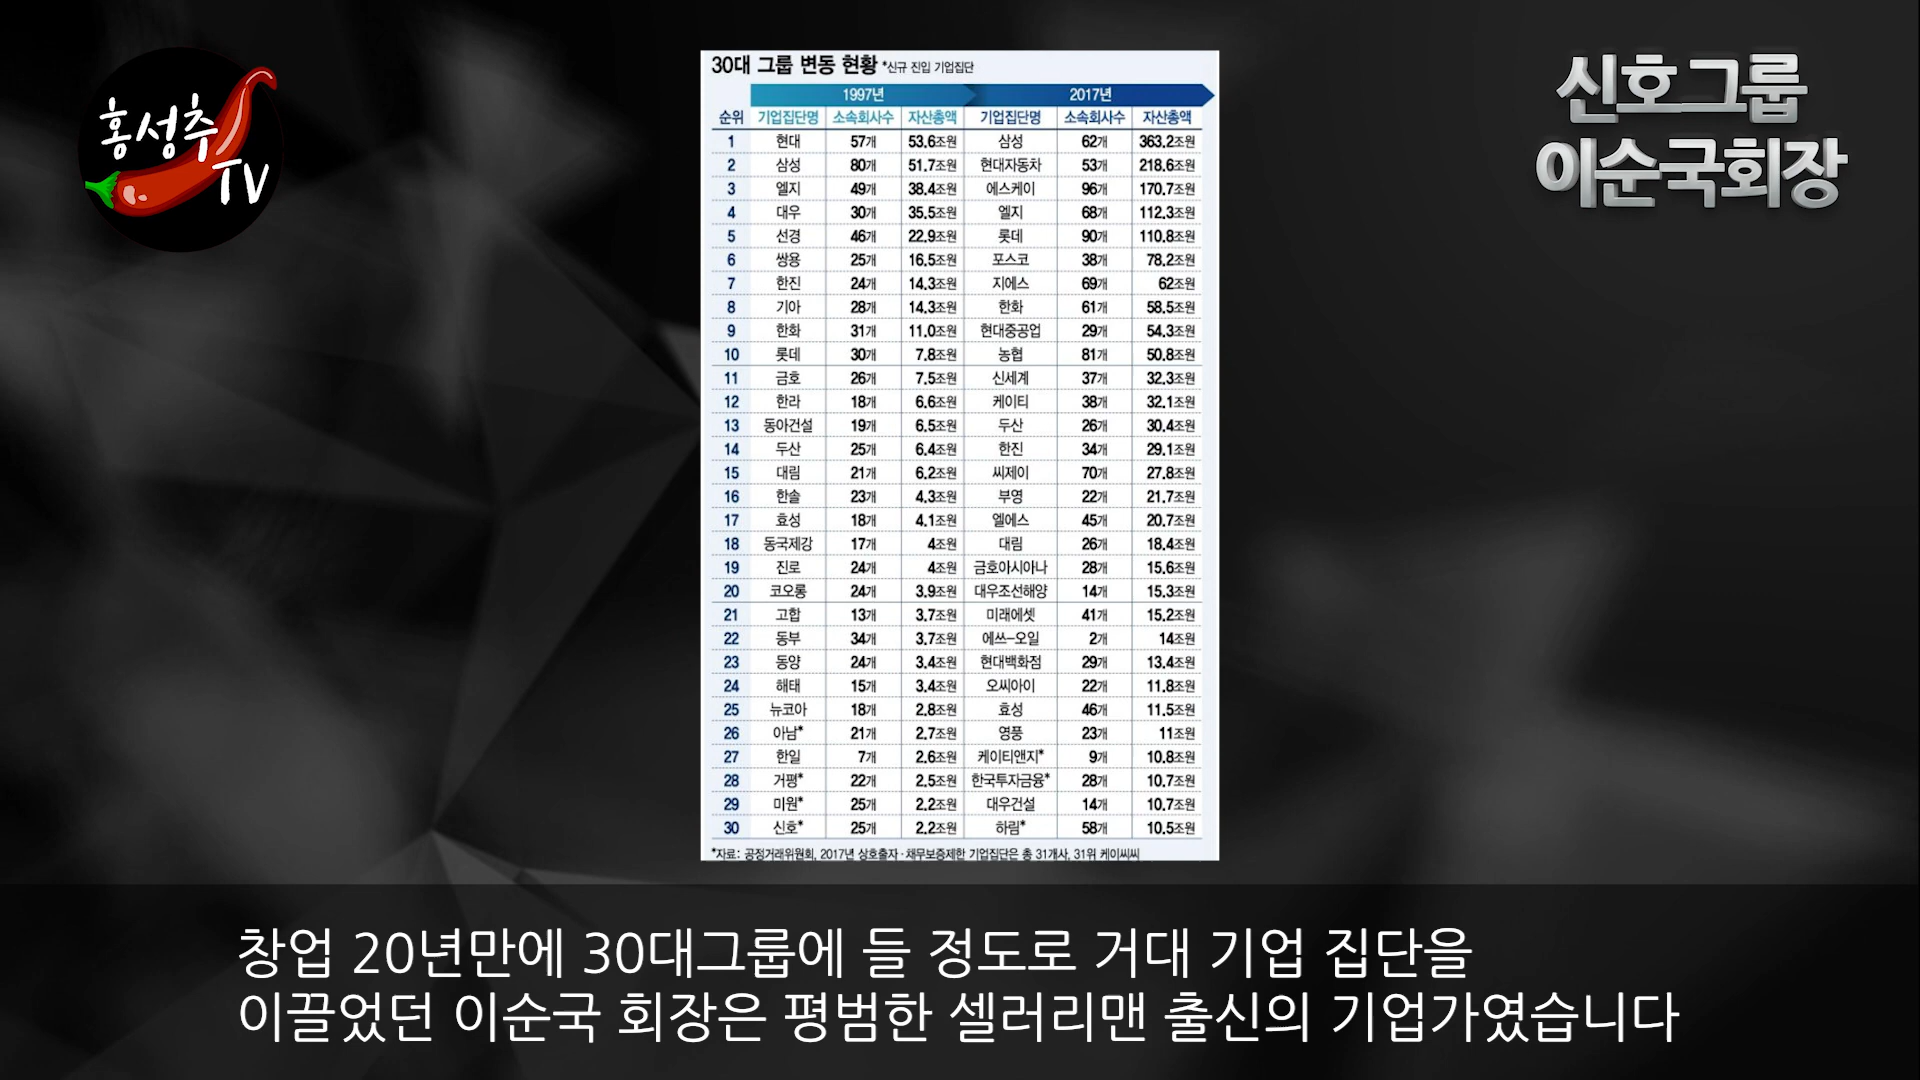 홍성추
TV
신호그룹
이순국회장
30대 그룹 변동 현황 *신규 진입 기업집단
1997년 2017년
순위 기업집단명 소속회사수 자산총액 기업집단명 소속회사수 자산총액
1 현대 57개 53.6조원 삼성 62개 363.2조원
2 삼성 80개 51.7조원 현대자동차 53개 218.6조원
3 엘지 49개 38.4조원 에스케이 96개 170.7조원
4 대우 30개 35.5조원 엘지 68개 112.3조원
5 선경 46개 22.9조원 롯데 90개 110.8조원
6 쌍용 25개 16.5조원 포스코 38개 78.2조원
7 한진 24개 14.3조원 지에스 69개 62조원
8 기아 28개 14.3조원 한화 61개 58.5조원
9 한화 31개 11.0조원 현대중공업 29개 54.3조원
10 롯데 30개 7.8조원 농협 81개 50.8조원
11 금호 26개 7.5조원 신세계 37개 32.3조원
12 한라 18개 6.6조원 케이티 38개 32.1조원
13 동아건설 19개 6.5조원 두산 26개 30.4조원
14 두산 25개 6.4조원 한진 34개 29.1조원
15 대림 21개 6.2조원 씨제이 70개 27.8조원
16 한솔 23개 4.3조원 부영 22개 21.7조원
17 효성 18개 4.1조원 엘에스 45개 20.7조원
18 동국제강 17개 4조원 대림 26개 18.4조원
19 진로 24개 4조원 금호아시아나 28개 15.6조원
20 코오롱 24개 3.9조원 대우조선해양 14개 15.3조원
21 고합 13개 3.7조원 미래에셋 41개 15.2조원
22 동부 34개 3.7조원 에쓰-오일 2개 14조원
23 동양 24개 3.4조원 현대백화점 29개 13.4조원
24 해태 15개 3.4조원 오씨아이 22개 11.8조원
25 뉴코아 18개 2.8조원 효성 46개 11.5조원
26 아남* 21개 2.7조원 영풍 23개 11조원
27 한일 7개 2.6조원 케이티앤지* 9개 10.8조원
28 거평* 22개 2.5조원 한국투자금융* 28개 10.7조원
29 미원* 25개 2.2조원 대우건설 14개 10.7조원
30 신호* 25개 2.2조원 하림* 58개 10.5조원
*자료: 공정거래위원회, 2017년 상호출자·채무보증제한 기업집단은 총 31개사, 31위 케이씨씨
창업 20년만에 30대그룹에 들 정도로 거대 기업 집단을
이끌었던 이순국 회장은 평범한 셀러리맨 출신의 기업가였습니다